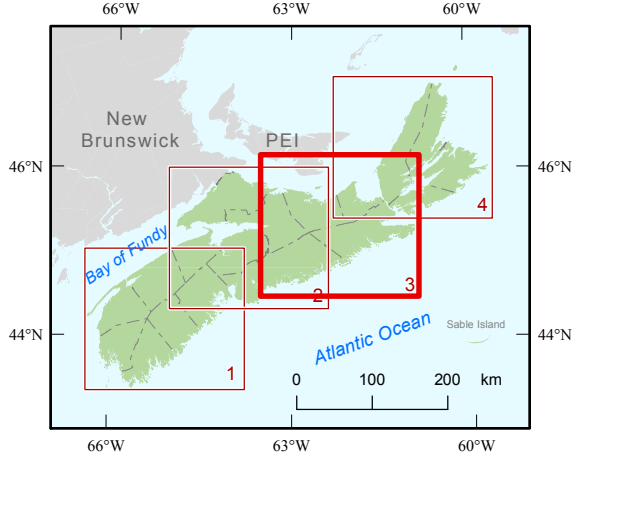 66°W 63°W 60°W
New
Brunswick
PEI
46°N 46°N
4
Bay of Fundy
3
2
Sable Island
44°N 44°N
Atlantic Ocean
1
0 100 200 km
66°W 63°W 60°W